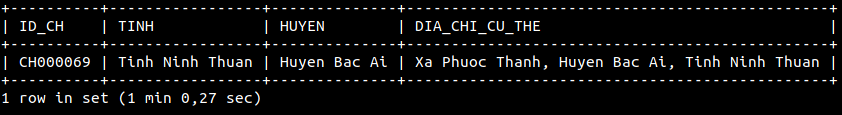 +----------+----------------+--------------+-----------------------------------------------+
| ID_CH    | TINH           | HUYEN        | DIA_CHI_CU_THE                                |
+----------+----------------+--------------+-----------------------------------------------+
| CH000069 | Tinh Ninh Thuan | Huyen Bac Ai | Xa Phuoc Thanh, Huyen Bac Ai, Tinh Ninh Thuan |
+----------+----------------+--------------+-----------------------------------------------+
1 row in set (1 min 0,27 sec)